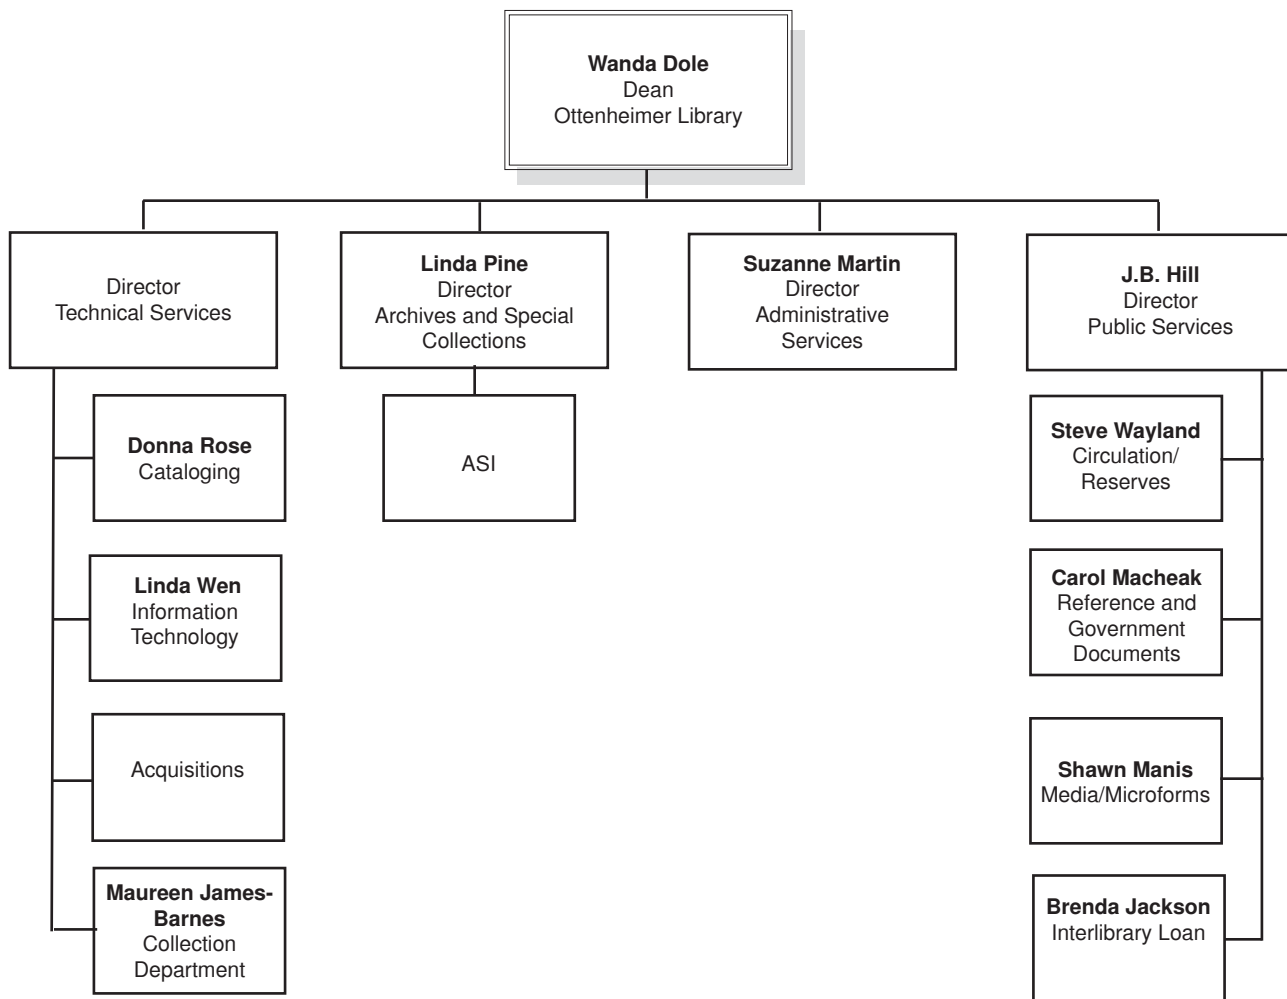 Wanda Dole
Dean
Ottenheimer Library
Director
Technical Services
Linda Pine
Director
Archives and Special
Collections
Suzanne Martin
Director
Administrative
Services
J.B. Hill
Director
Public Services
Donna Rose
Cataloging
Linda Wen
Information
Technology
Acquisitions
Maureen James-
Barnes
Collection
Department
ASI
Steve Wayland
Circulation/
Reserves
Carol Macheak
Reference and
Government
Documents
Shawn Manis
Media/Microforms
Brenda Jackson
Interlibrary Loan